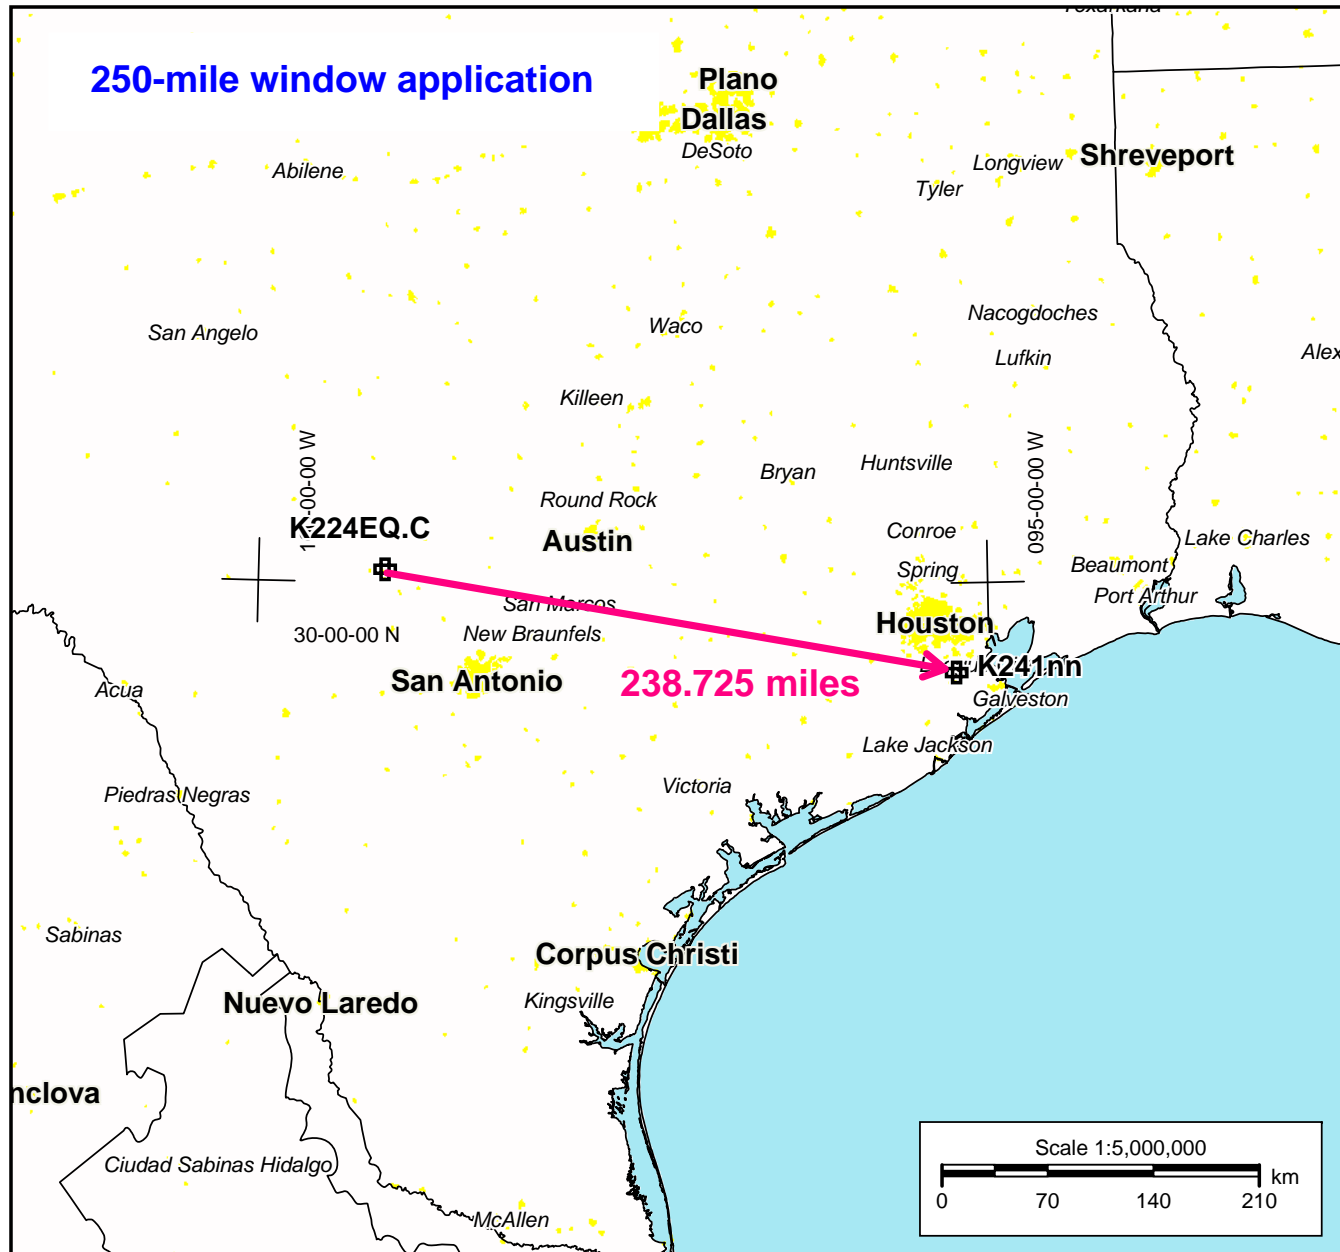 250-mile window application
Plano
Dallas
DeSoto
Abilene
Longview
Shreveport
Tyler
San Angelo
Waco
Nacogdoches
Lufkin
Killeen
Bryan
Huntsville
095-00-00 W
Round Rock
K224EQ.C
Austin
Conroe
Spring
Lake Charles
Beaumont
Port Arthur
San Marcos
30-00-00 N
New Braunfels
Houston
San Antonio
238.725 miles
K241nn
Acua
Galveston
Lake Jackson
Piedras Negras
Victoria
Sabinas
Corpus Christi
Nuevo Laredo
Kingsville
nclova
Ciudad Sabinas Hidalgo
McAllen
Scale 1:5,000,000
km
0 70 140 210